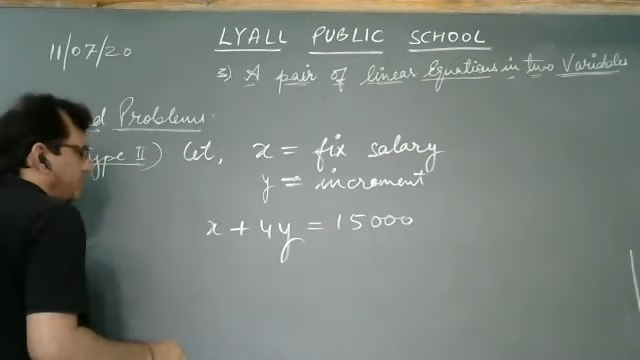 11/07/20
LYALL PUBLIC SCHOOL
3) A pair of linear Equations in two Variables
Problems.
Type II) Let, x = fix salary
y = increment
x + 4y = 15000